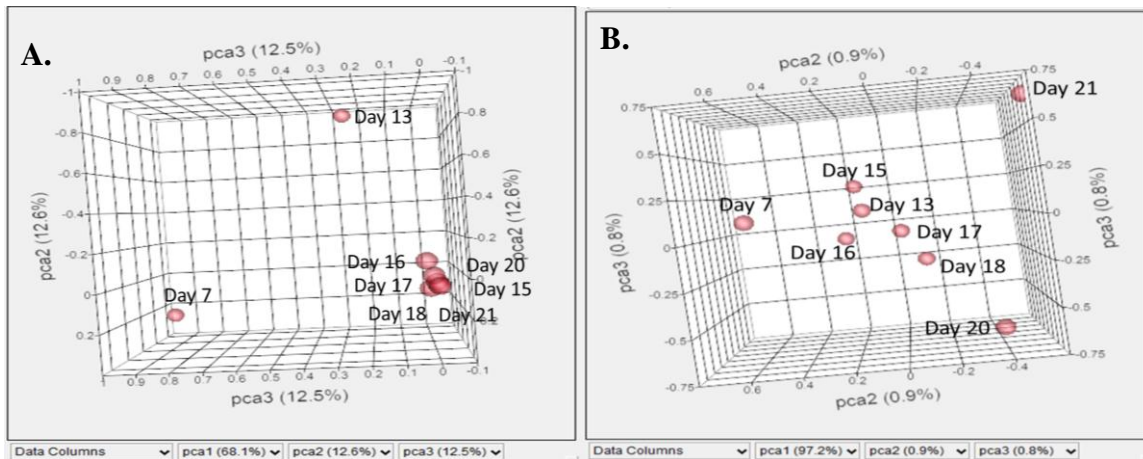 A.
pca3 (12.5%)
1 0.9 0.8 0.7 0.6 0.5 0.4 0.3 0.2 0.1 0 -0.1
-1
-0.8
-0.6
-0.4
-0.2
0
0.2
pca2 (12.6%)
-1
-0.8
-0.6
-0.4
-0.2
0
0.2
pca2 (12.6%)
Day 13
Day 16
Day 20
Day 17
Day 15
Day 7
Day 18
Day 21
1 0.9 0.8 0.7 0.6 0.5 0.4 0.3 0.2 0.1 0 -0.1
pca3 (12.5%)
Data Columns pca1 (68.1%) pca2 (12.6%) pca3 (12.5%)
B.
pca2 (0.9%)
0.6 0.4 0.2 0 -0.2 -0.4
0.75
0.5
0.25
0
-0.25
-0.5
-0.75
pca3 (0.8%)
0.75
0.5
0.25
0
-0.25
-0.5
-0.75
pca3 (0.8%)
Day 21
Day 15
Day 7
Day 13
Day 17
Day 16
Day 18
Day 20
0.6 0.4 0.2 0 -0.2 -0.4
pca2 (0.9%)
Data Columns pca1 (97.2%) pca2 (0.9%) pca3 (0.8%)